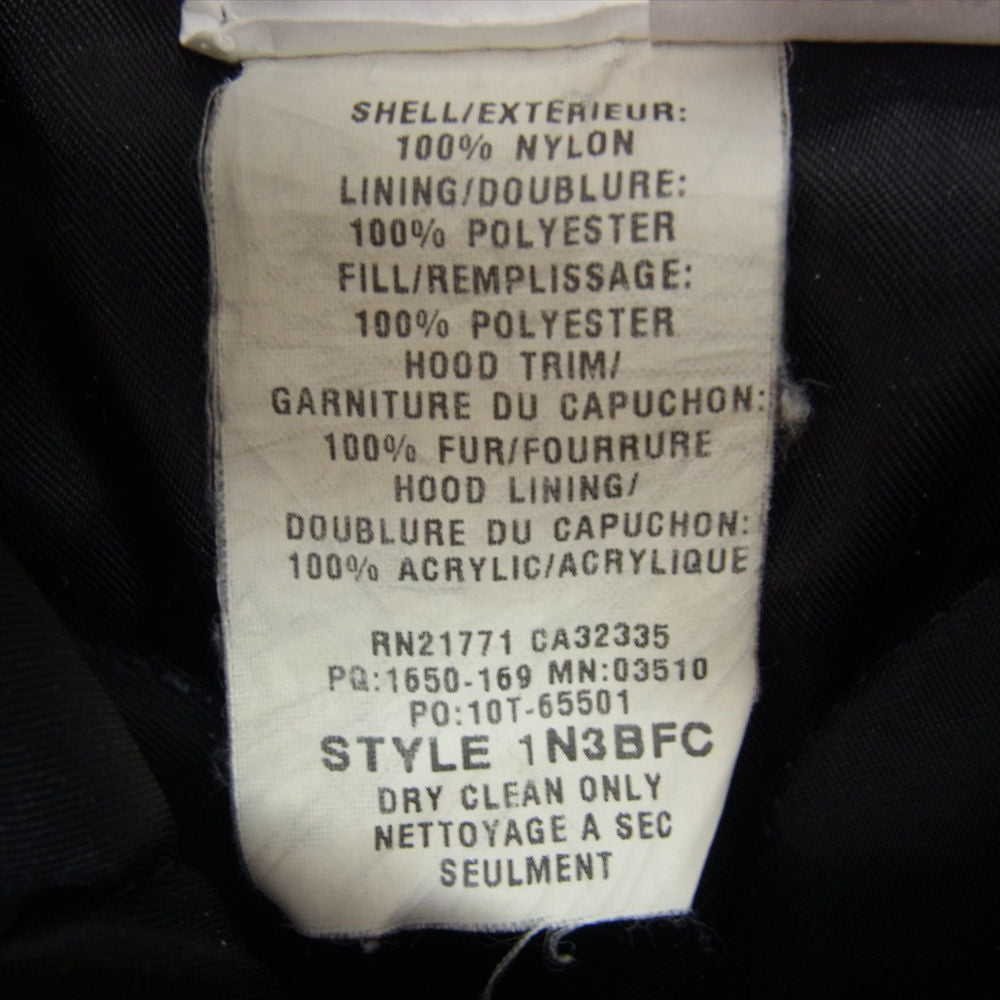 SHELL/EXTERIEUR:
100% NYLON
LINING/DOUBLURE:
100% POLYESTER
FILL/REMPLISSAGE:
100% POLYESTER
HOOD TRIM/
GARNITURE DU CAPUCHON:
100% FUR/FOURRURE
HOOD LINING/
DOUBLURE DU CAPUCHON:
100% ACRYLIC/ACRYLIQUE
RN21771 CA32335
PQ:1650-169 MN:03510
PO:10T-65501
STYLE 1N3BFC
DRY CLEAN ONLY
NETTOYAGE A SEC
SEULMENT